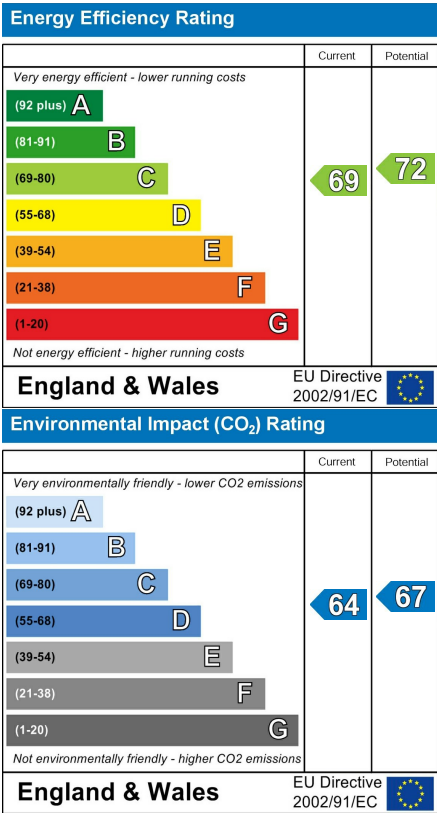 Energy Efficiency Rating
Current Potential
Very energy efficient - lower running costs
(92 plus) A
(81-91) B
(69-80) C
69 72
(55-68) D
(39-54) E
(21-38) F
(1-20) G
Not energy efficient - higher running costs
England & Wales
EU Directive
2002/91/EC
Environmental Impact (CO₂) Rating
Current Potential
Very environmentally friendly - lower CO2 emissions
(92 plus) A
(81-91) B
(69-80) C
(55-68) D
64 67
(39-54) E
(21-38) F
(1-20) G
Not environmentally friendly - higher CO2 emissions
England & Wales
EU Directive
2002/91/EC